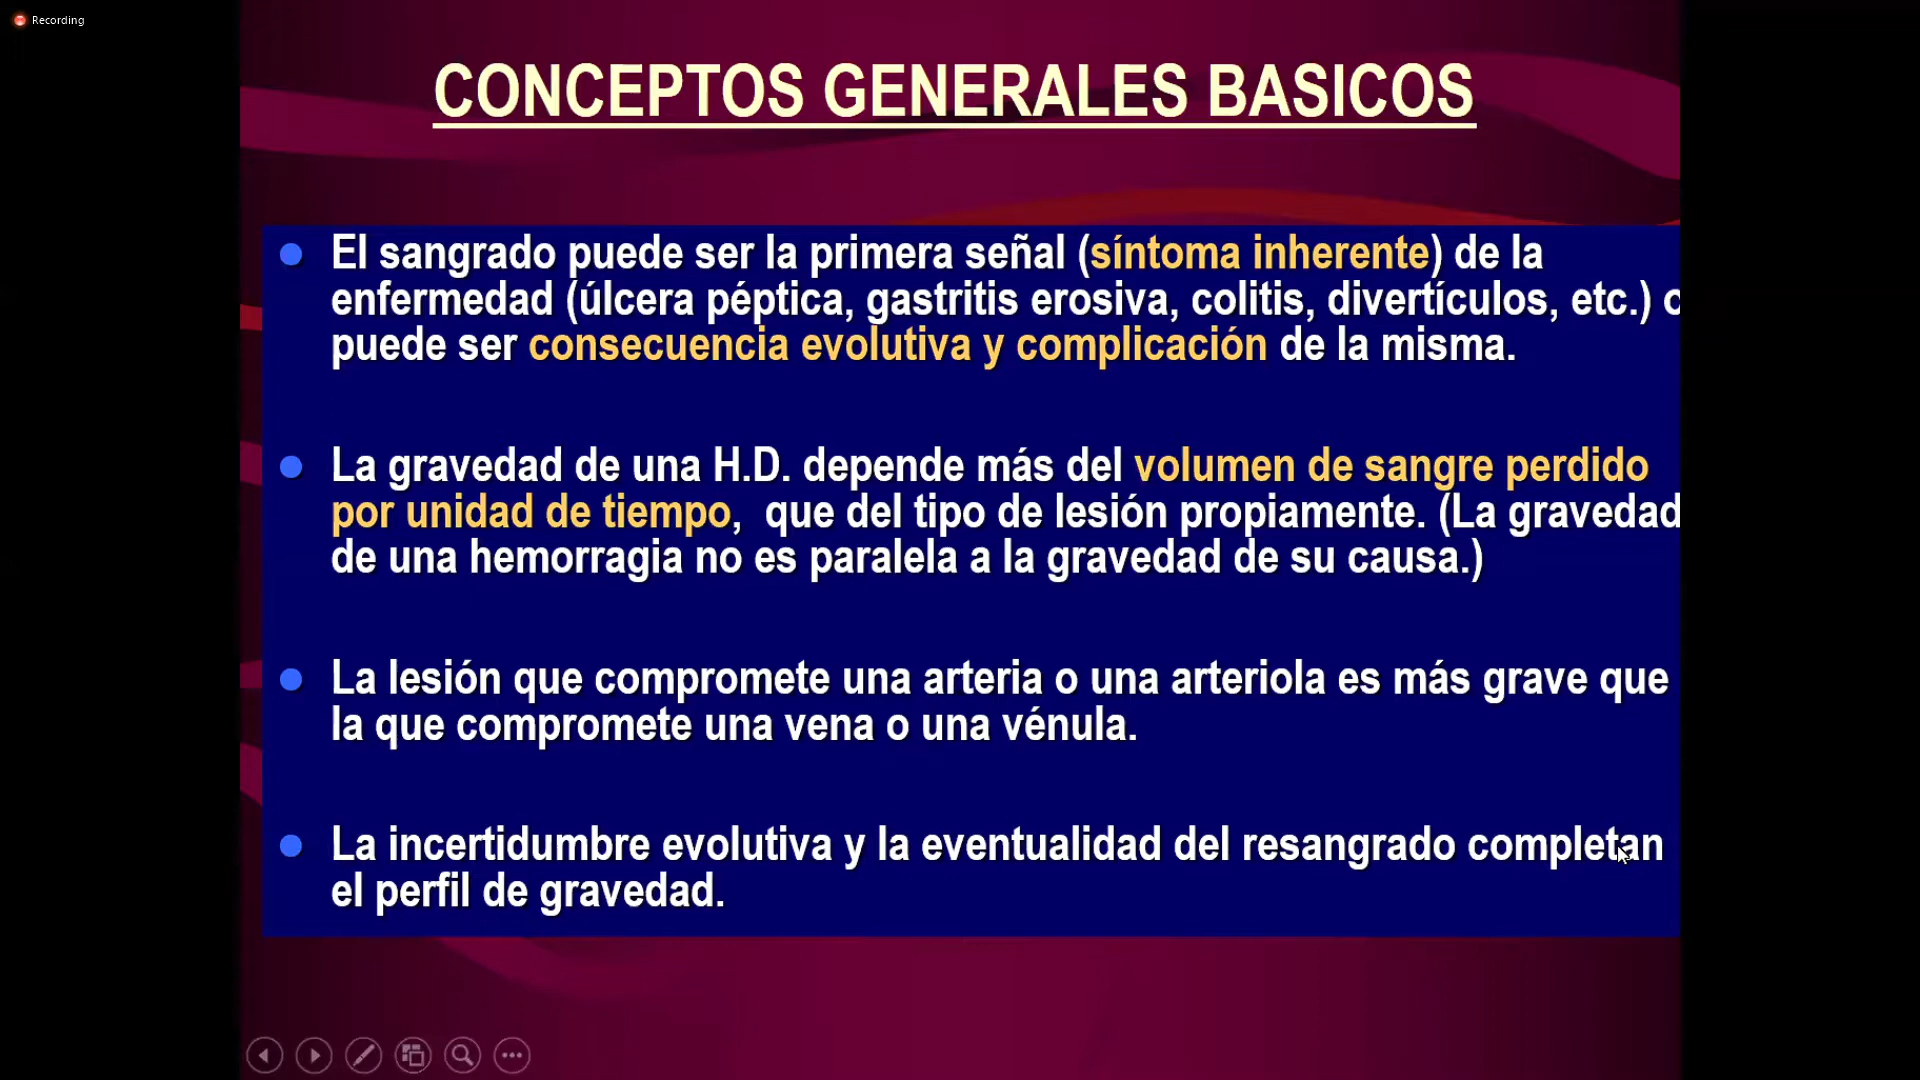 Recording
CONCEPTOS GENERALES BASICOS
El sangrado puede ser la primera señal (síntoma inherente) de la
enfermedad (úlcera péptica, gastritis erosiva, colitis, divertículos, etc.) o
puede ser consecuencia evolutiva y complicación de la misma.
La gravedad de una H.D. depende más del volumen de sangre perdido
por unidad de tiempo, que del tipo de lesión propiamente. (La gravedad
de una hemorragia no es paralela a la gravedad de su causa.)
La lesión que compromete una arteria o una arteriola es más grave que
la que compromete una vena o una vénula.
La incertidumbre evolutiva y la eventualidad del resangrado completan
el perfil de gravedad.